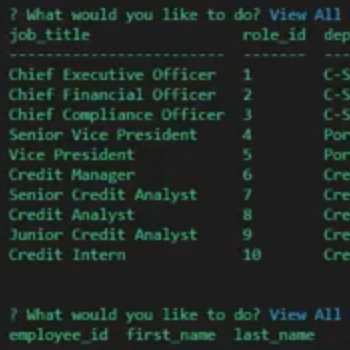 ? What would you like to do? View All
job_title role_id dep
------------------------ ------- ---
Chief Executive Officer 1 C-S
Chief Financial Officer 2 C-S
Chief Compliance Officer 3 C-S
Senior Vice President 4 Por
Vice President 5 Por
Credit Manager 6 Cre
Senior Credit Analyst 7 Cre
Credit Analyst 8 Cre
Junior Credit Analyst 9 Cre
Credit Intern 10 Cre
? What would you like to do? View All
employee_id first_name last_name